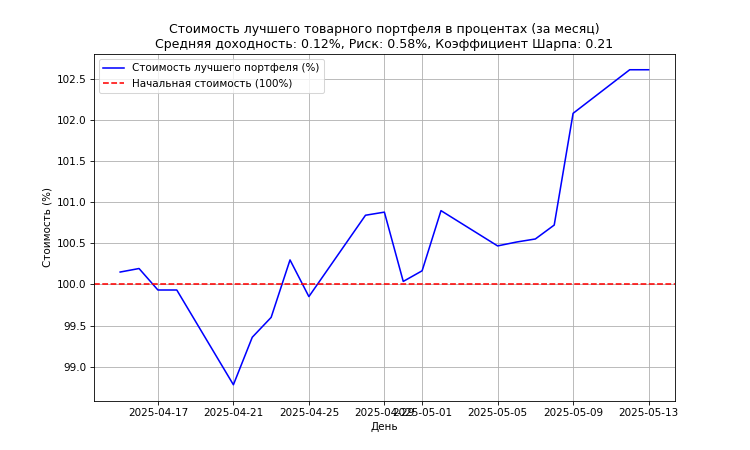 Стоимость лучшего товарного портфеля в процентах (за месяц)
Средняя доходность: 0.12%, Риск: 0.58%, Коэффициент Шарпа: 0.21
Стоимость лучшего портфеля (%)
Начальная стоимость (100%)
Стоимость (%)
102.5
102.0
101.5
101.0
100.5
100.0
99.5
99.0
2025-04-17 2025-04-21 2025-04-25 2025-04-29 2025-05-01 2025-05-05 2025-05-09 2025-05-13
День